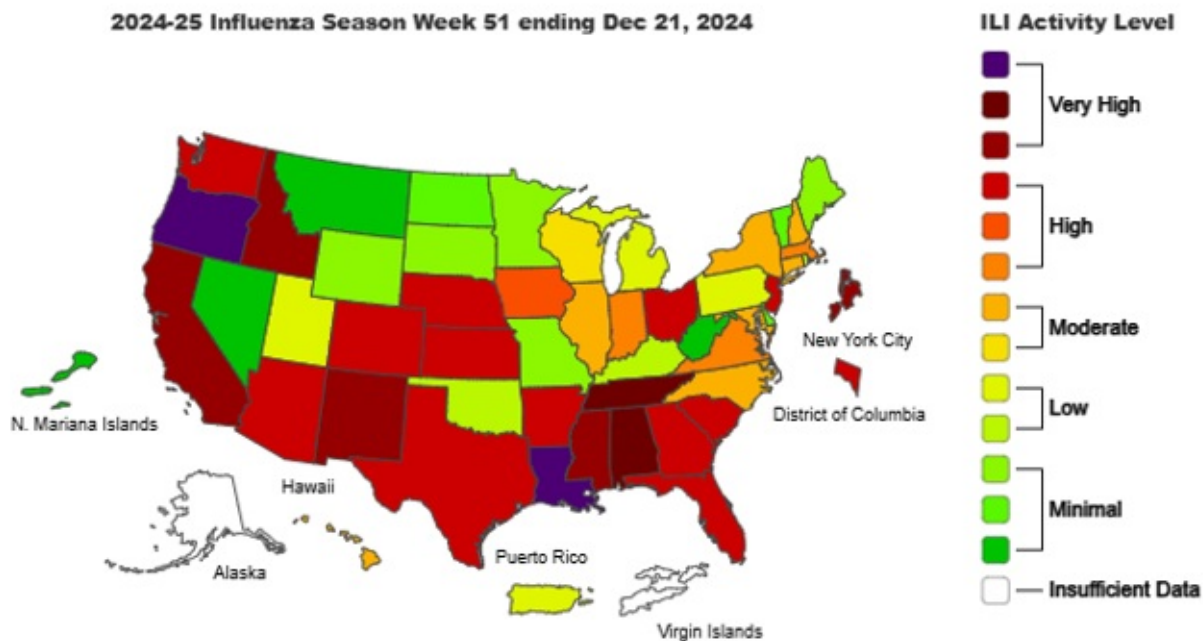 2024-25 Influenza Season Week 51 ending Dec 21, 2024
ILI Activity Level
Very High
High
Moderate
Low
Minimal
Insufficient Data
New York City
District of Columbia
N. Mariana Islands
Hawaii
Alaska
Puerto Rico
Virgin Islands